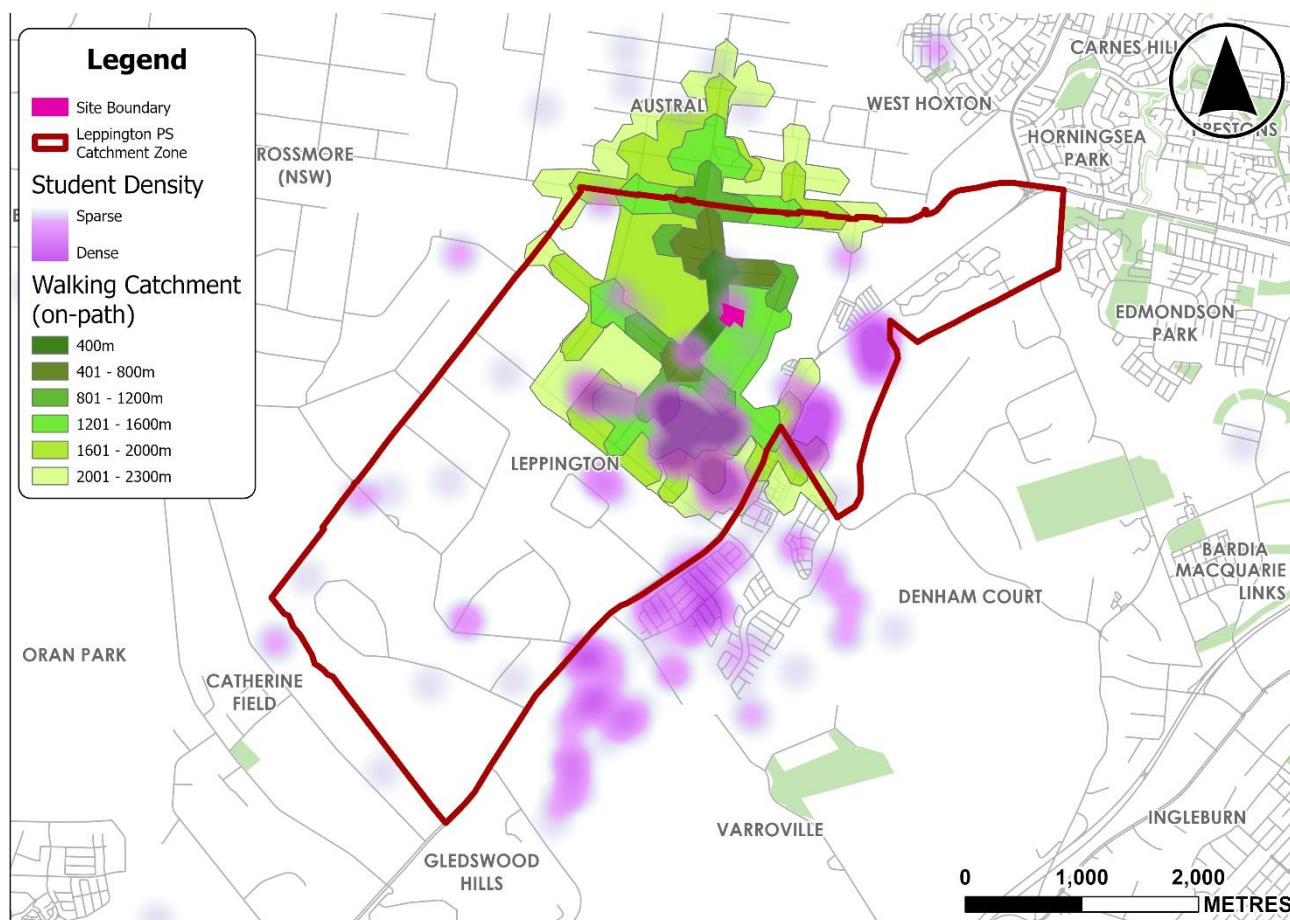 Legend
Site Boundary
Leppington PS
Catchment Zone
Student Density
Sparse
Dense
Walking Catchment
(on-path)
400m
401 - 800m
801 - 1200m
1201 - 1600m
1601 - 2000m
2001 - 2300m
CARNES HIL
AUSTRAL
WEST HOXTON
HORNINGSEA
PARK
RESTONS
ROSSMORE
(NSW)
EDMONDSON
PARK
LEPPINGTON
BARDIA
MACQUARIE
LINKS
DENHAM COURT
ORAN PARK
CATHERINE
FIELD
VARROVILLE
INGLEBURN
GLEDSWOOD
HILLS
0 1,000 2,000
METRES